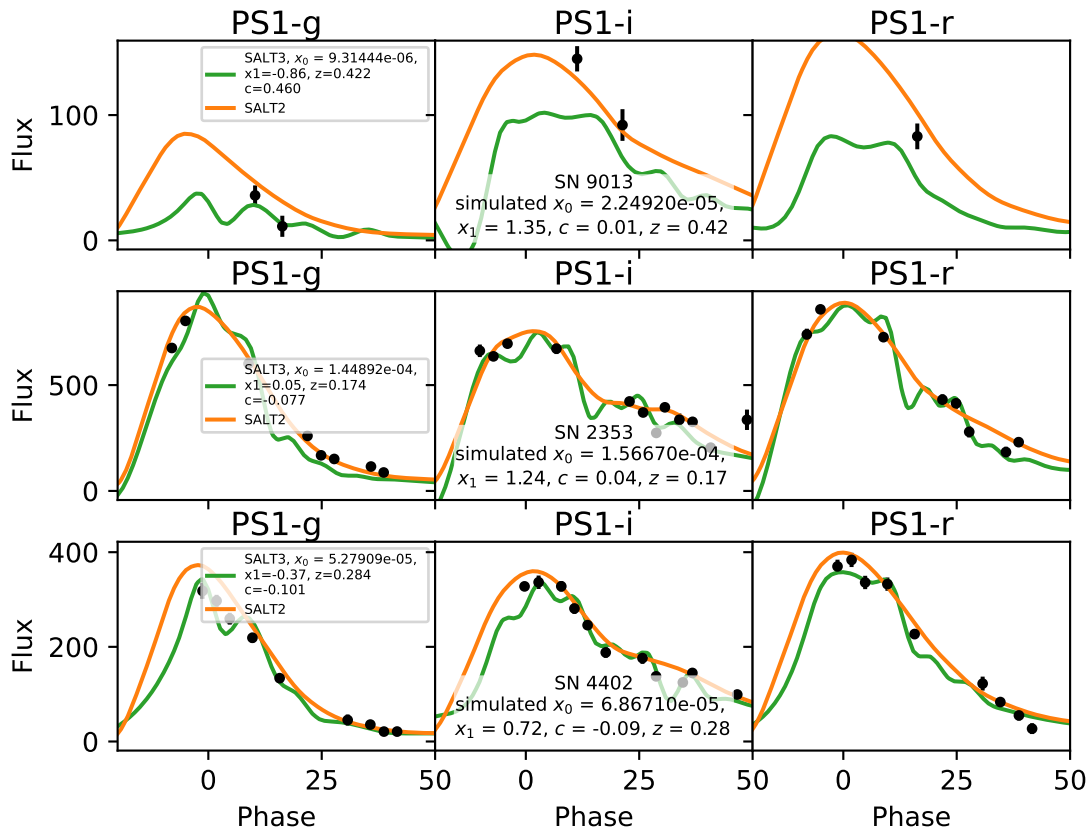 PS1-g PS1-i PS1-r
Flux
100
0
SALT3, x₀ = 9.31444e-06,
x1=-0.86, z=0.422
c=0.460
SALT2
SN 9013
simulated x₀ = 2.24920e-05,
x₁ = 1.35, c = 0.01, z = 0.42
PS1-g PS1-i PS1-r
Flux
500
0
SALT3, x₀ = 1.44892e-04,
x1=0.05, z=0.174
c=-0.077
SALT2
SN 2353
simulated x₀ = 1.56670e-04,
x₁ = 1.24, c = 0.04, z = 0.17
PS1-g PS1-i PS1-r
Flux
400
200
0
SALT3, x₀ = 5.27909e-05,
x1=-0.37, z=0.284
c=-0.101
SALT2
SN 4402
simulated x₀ = 6.86710e-05,
x₁ = 0.72, c = -0.09, z = 0.28
0 25 50 0 25 50 0 25 50
Phase Phase Phase